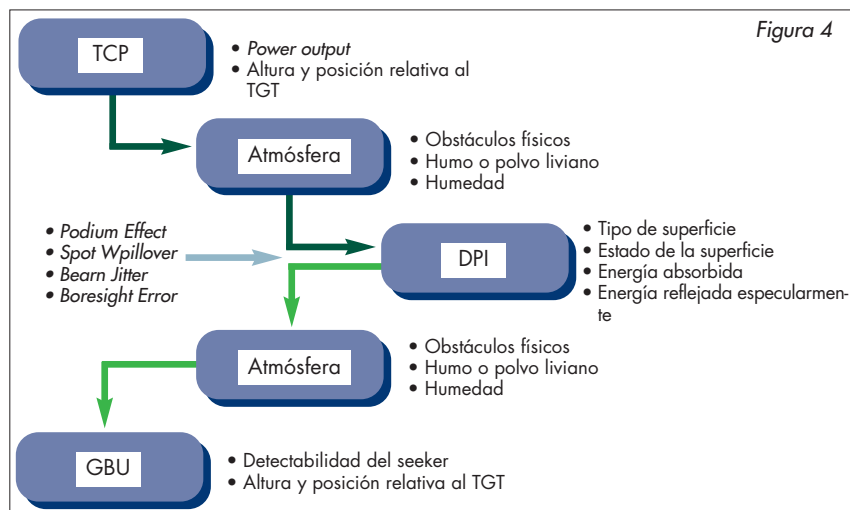 Figura 4
TCP
• Power output
• Altura y posición relativa al
TGT
Atmósfera
• Obstáculos físicos
• Humo o polvo liviano
• Humedad
• Podium Effect
• Spot Wpillover
• Bearn Jitter
• Boresight Error
DPI
• Tipo de superficie
• Estado de la superficie
• Energía absorbida
• Energía reflejada especularmen-
te
Atmósfera
• Obstáculos físicos
• Humo o polvo liviano
• Humedad
GBU
• Detectabilidad del seeker
• Altura y posición relativa al TGT